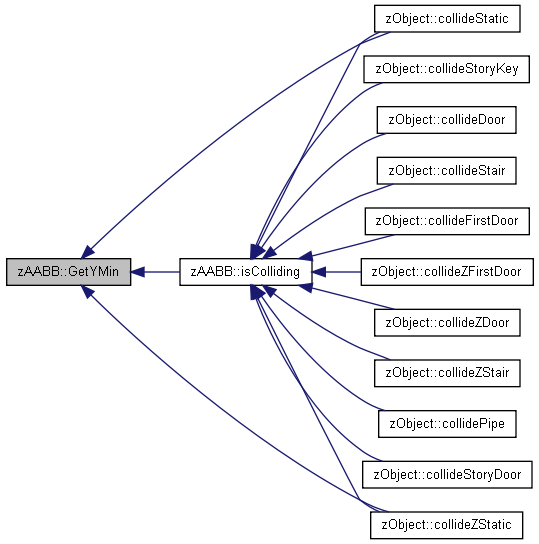 zObject::collideStatic
zObject::collideStoryKey
zObject::collideDoor
zObject::collideStair
zObject::collideFirstDoor
zAABB::GetYMin
zAABB::isColliding
zObject::collideZFirstDoor
zObject::collideZDoor
zObject::collideZStair
zObject::collidePipe
zObject::collideStoryDoor
zObject::collideZStatic